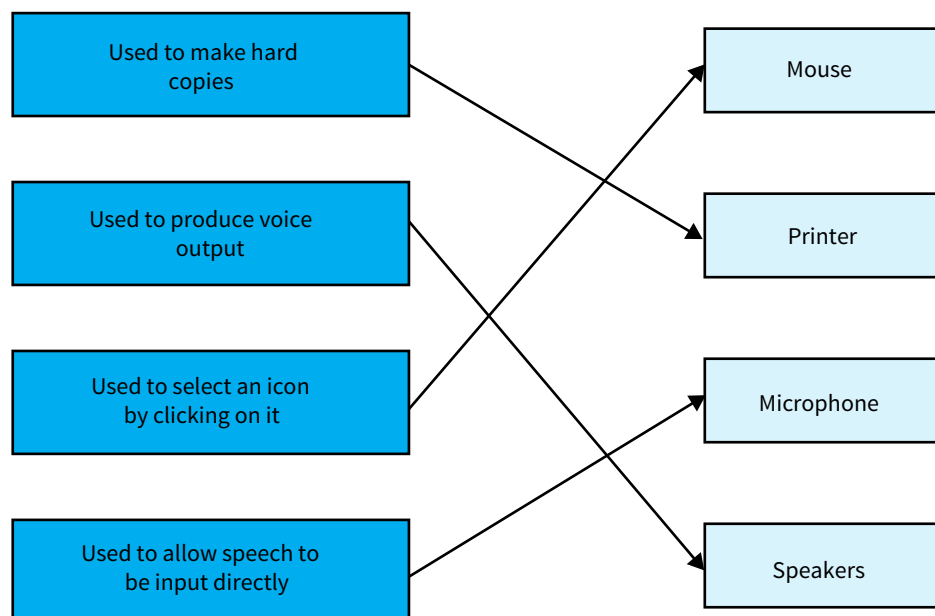 Used to make hard
copies
Mouse
Used to produce voice
output
Printer
Used to select an icon
by clicking on it
Microphone
Used to allow speech to
be input directly
Speakers